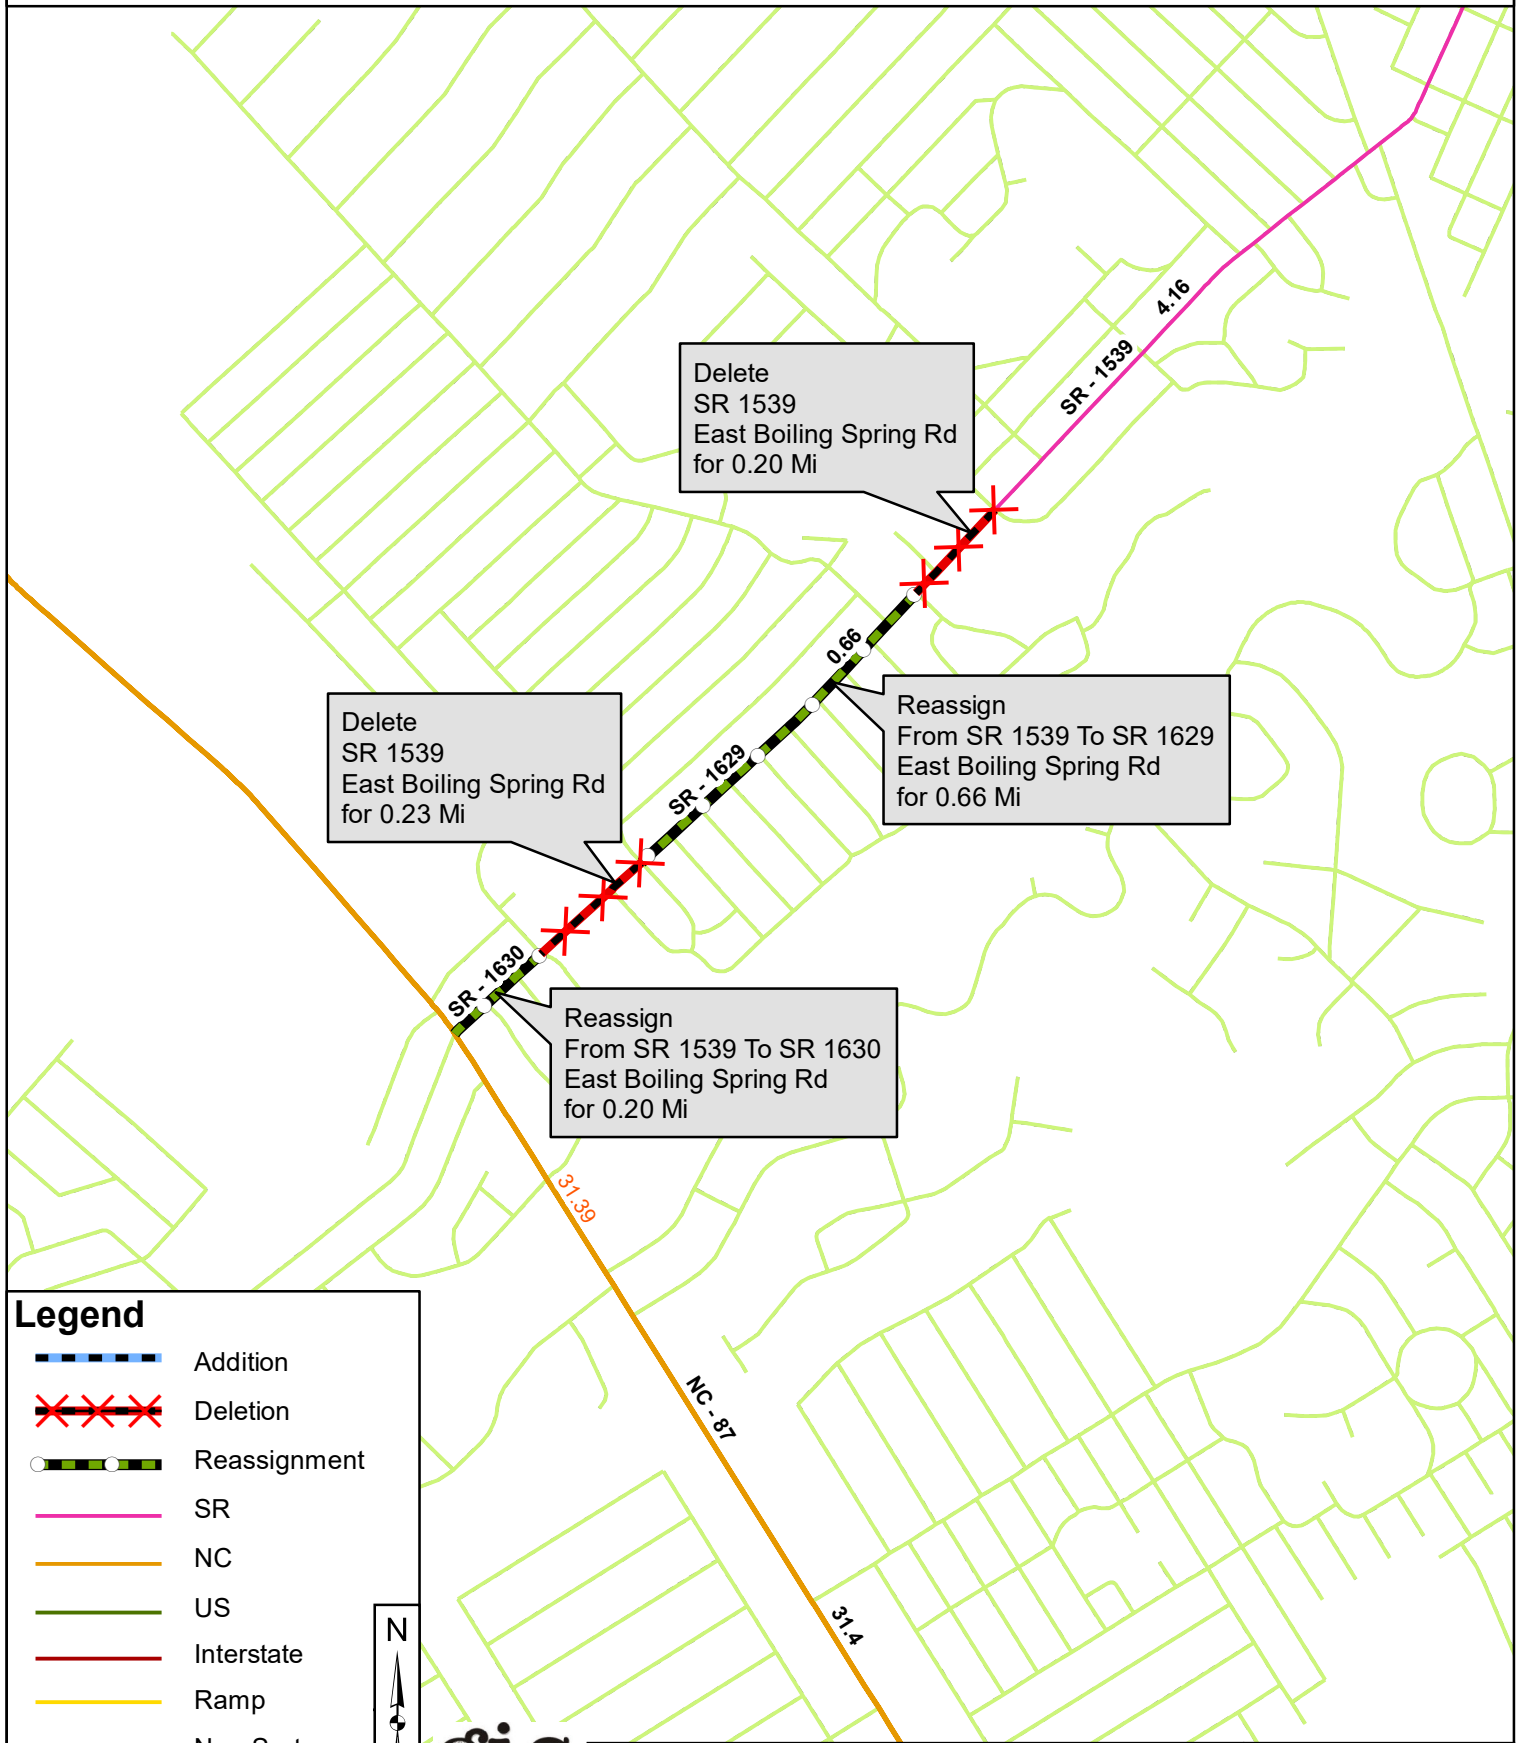 4.16
SR - 1539
Delete
SR 1539
East Boiling Spring Rd
for 0.20 Mi
0.66
Reassign
From SR 1539 To SR 1629
East Boiling Spring Rd
for 0.66 Mi
Delete
SR 1539
East Boiling Spring Rd
for 0.23 Mi
SR - 1629
SR - 1630
Reassign
From SR 1539 To SR 1630
East Boiling Spring Rd
for 0.20 Mi
31.39
NC - 87
31.4
Legend
Addition
Deletion
Reassignment
SR
NC
US
Interstate
Ramp
N